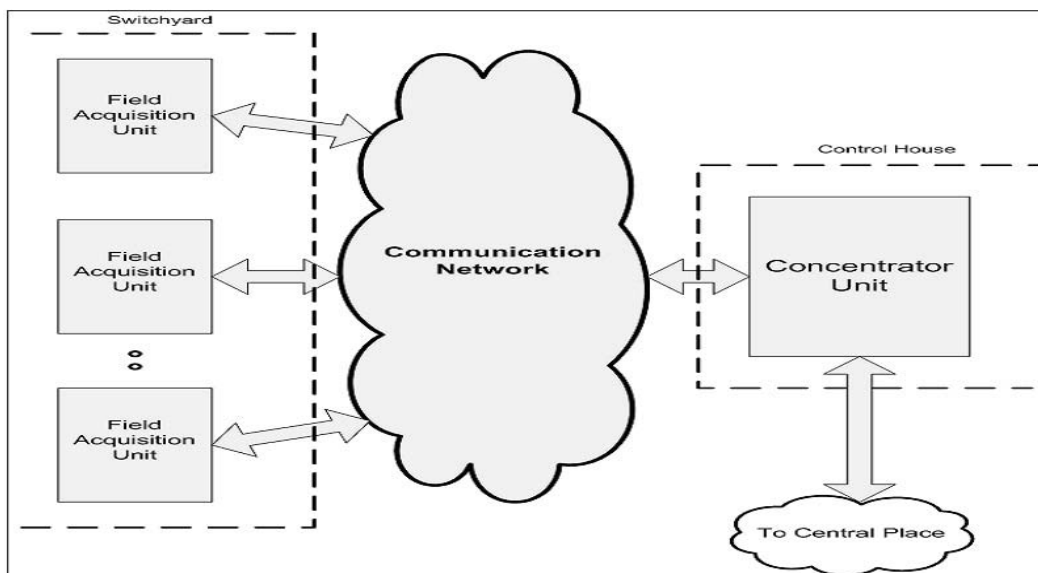 Switchyard
Field
Acquisition
Unit
Field
Acquisition
Unit
Field
Acquisition
Unit
Communication
Network
Control House
Concentrator
Unit
To Central Place